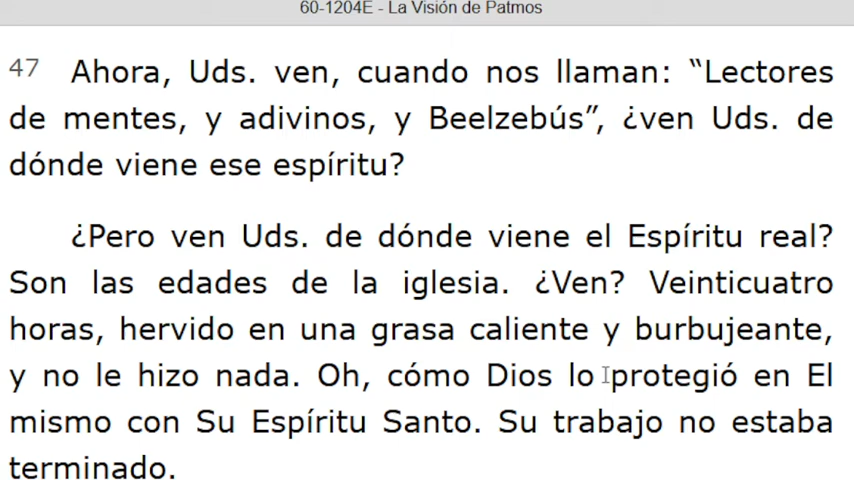 60-1204E - La Visión de Patmos
47 Ahora, Uds. ven, cuando nos llaman: “Lectores
de mentes, y adivinos, y Beelzebús”, ¿ven Uds. de
dónde viene ese espíritu?
¿Pero ven Uds. de dónde viene el Espíritu real?
Son las edades de la iglesia. ¿Ven? Veinticuatro
horas, hervido en una grasa caliente y burbujeante,
y no le hizo nada. Oh, cómo Dios lo protegió en El
mismo con Su Espíritu Santo. Su trabajo no estaba
terminado.